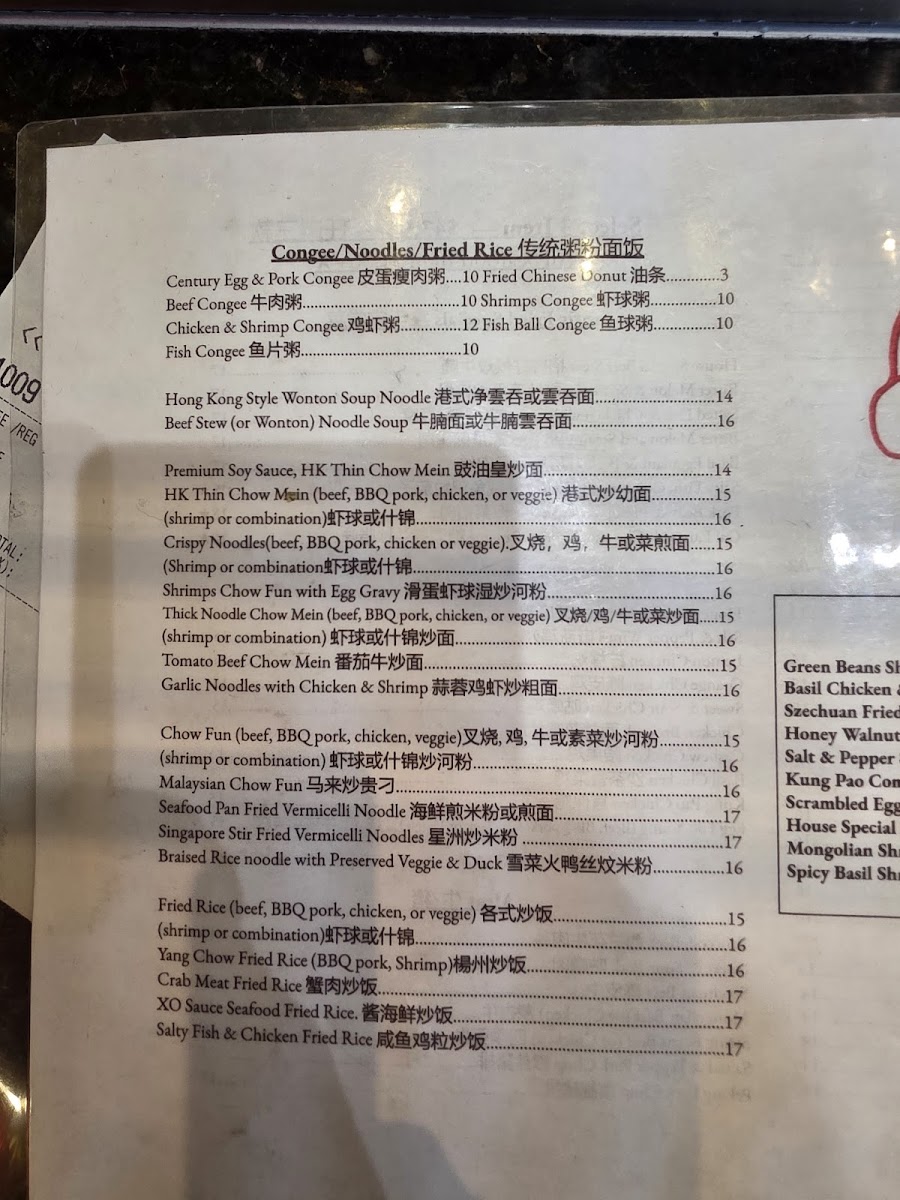 Congee/Noodles/Fried Rice 传统粥粉面饭
Century Egg & Pork Congee 皮蛋瘦肉粥....10 Fried Chinese Donut 油条............3
Beef Congee 牛肉粥....................................10 Shrimps Congee 虾球粥...............10
Chicken & Shrimp Congee 鸡虾粥..............12 Fish Ball Congee 鱼球粥..............10
Fish Congee 鱼片粥.....................................10
Hong Kong Style Wonton Soup Noodle 港式净雲吞或雲吞面...........................14
Beef Stew (or Wonton) Noodle Soup 牛腩面或牛腩雲吞面................................16
Premium Soy Sauce, HK Thin Chow Mein 豉油皇炒面......................................14
HK Thin Chow Mein (beef, BBQ pork, chicken, or veggie) 港式炒幼面..............15
(shrimp or combination)虾球或什锦..................................................................16
Crispy Noodles(beef, BBQ pork, chicken or veggie).叉烧，鸡，牛或菜煎面......15
(Shrimp or combination虾球或什锦...................................................................16
Shrimps Chow Fun with Egg Gravy 滑蛋虾球湿炒河粉.....................................16
Thick Noodle Chow Mein (beef, BBQ pork, chicken, or veggie) 叉烧/鸡/牛或菜炒面.....15
(shrimp or combination) 虾球或什锦炒面..........................................................16
Tomato Beef Chow Mein 番茄牛炒面................................................................15
Garlic Noodles with Chicken & Shrimp 蒜蓉鸡虾炒粗面...................................16
Chow Fun (beef, BBQ pork, chicken, veggie)叉烧, 鸡, 牛或素菜炒河粉..............15
(shrimp or combination) 虾球或什锦炒河粉.......................................................16
Malaysian Chow Fun 马来炒贵刁.......................................................................16
Seafood Pan Fried Vermicelli Noodle 海鲜煎米粉或煎面.....................................17
Singapore Stir Fried Vermicelli Noodles 星洲炒米粉 ............................................17
Braised Rice noodle with Preserved Veggie & Duck 雪菜火鸭丝炆米粉................16
Fried Rice (beef, BBQ pork, chicken, or veggie) 各式炒饭.....................................15
(shrimp or combination)虾球或什锦....................................................................16
Yang Chow Fried Rice (BBQ pork, Shrimp)楊州炒饭..........................................16
Crab Meat Fried Rice 蟹肉炒饭...........................................................................17
XO Sauce Seafood Fried Rice. 酱海鲜炒饭...........................................................17
Salty Fish & Chicken Fried Rice 咸鱼鸡粒炒饭.....................................................17
Green Beans
Basil Chicken
Szechuan
Honey Walnut
Salt & Pepper
Kung Pao
Scrambled
House Special
Mongolian
Spicy Basil
/REG